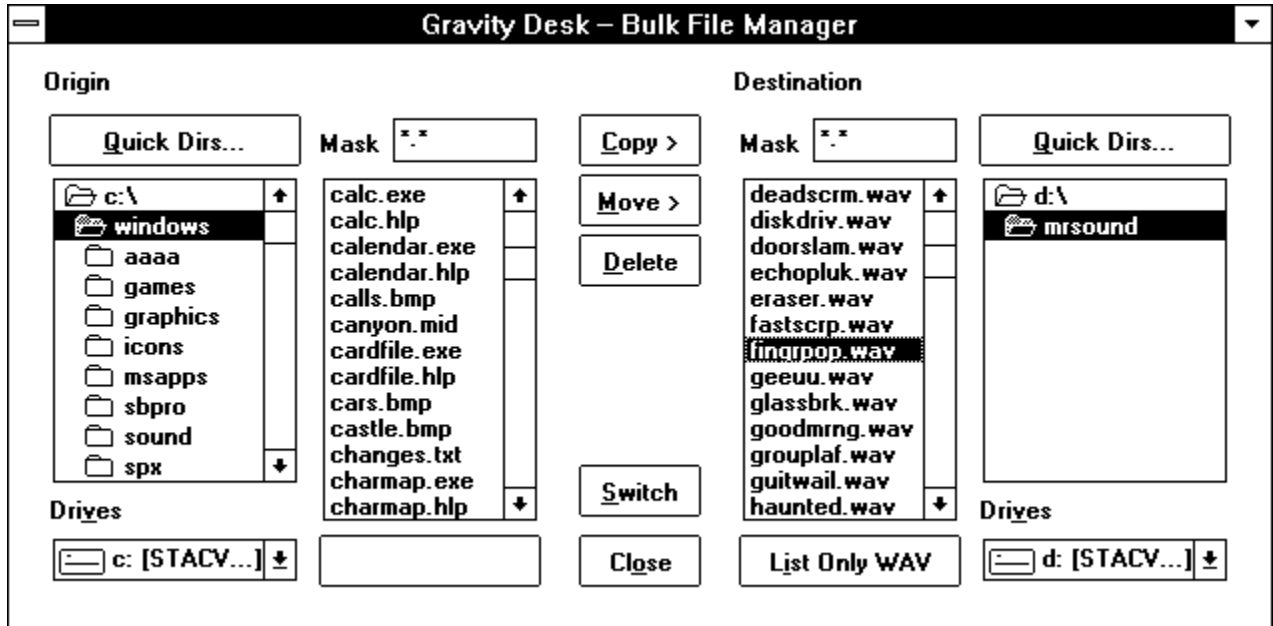 Gravity Desk – Bulk File Manager
Origin
Destination
Quick Dirs...
Mask
*.*
Copy >
Mask
*.*
Quick Dirs...
c:\
windows
aaaa
games
graphics
icons
msapps
sbpro
sound
spx
calc.exe
calc.hlp
calendar.exe
calendar.hlp
calls.bmp
canyon.mid
cardfile.exe
cardfile.hlp
cars.bmp
castle.bmp
changes.txt
charmap.exe
charmap.hlp
Move >
Delete
Switch
Close
deadscrm.wav
diskdriv.wav
doorslam.wav
echopluk.wav
eraser.wav
fastscrp.wav
fingrpop.wav
geeuu.wav
glassbrk.wav
goodmrng.wav
grouplaf.wav
guitwail.wav
haunted.wav
d:\
mrsound
Drives
c: [STACV...]
List Only WAV
Drives
d: [STACV...]